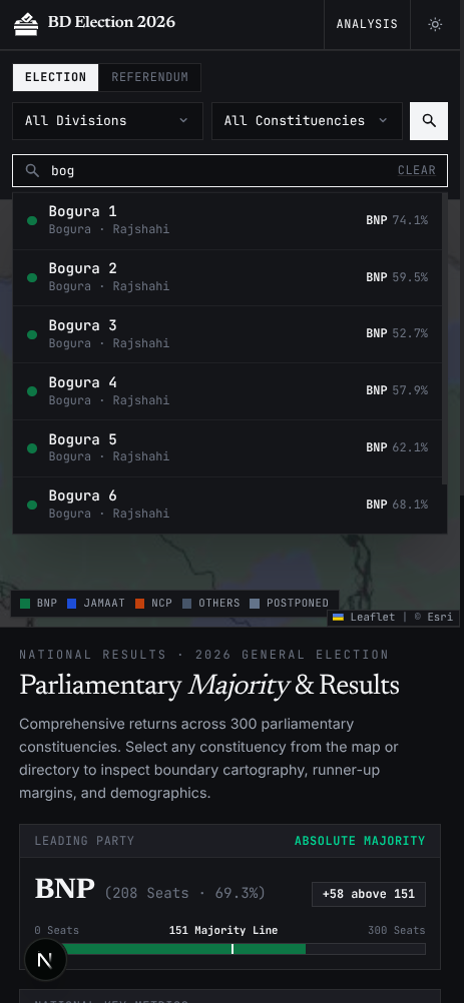 BD Election 2026
ANALYSIS
ELECTION REFERENDUM
All Divisions All Constituencies
bog CLEAR
Bogura 1
Bogura · Rajshahi
BNP 74.1%
Bogura 2
Bogura · Rajshahi
BNP 59.5%
Bogura 3
Bogura · Rajshahi
BNP 52.7%
Bogura 4
Bogura · Rajshahi
BNP 57.9%
Bogura 5
Bogura · Rajshahi
BNP 62.1%
Bogura 6
Bogura · Rajshahi
BNP 68.1%
BNP JAMAAT NCP OTHERS POSTPONED
Leaflet | © Esri
NATIONAL RESULTS · 2026 GENERAL ELECTION
Parliamentary Majority & Results
Comprehensive returns across 300 parliamentary
constituencies. Select any constituency from the map or
directory to inspect boundary cartography, runner-up
margins, and demographics.
LEADING PARTY ABSOLUTE MAJORITY
BNP (208 Seats · 69.3%) +58 above 151
0 Seats 151 Majority Line 300 Seats
N
NATIONAL KEY METRICS